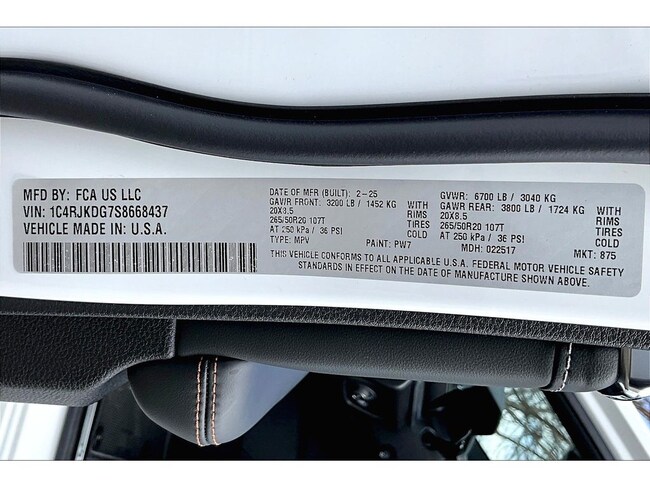 MFD BY: FCA US LLC
VIN: 1C4RJKDG7S8668437
VEHICLE MADE IN: U.S.A.
DATE OF MFR (BUILT): 2-25
GAWR FRONT: 3200 LB / 1452 KG WITH
20X8.5 RIMS
265/50R20 107T TIRES
AT 250 kPa / 36 PSI COLD
TYPE: MPV PAINT: PW7
GVWR: 6700 LB / 3040 KG
GAWR REAR: 3800 LB / 1724 KG WITH
20X8.5 RIMS
265/50R20 107T TIRES
AT 250 kPa / 36 PSI COLD
MDH: 022517 MKT: 875
THIS VEHICLE CONFORMS TO ALL APPLICABLE U.S.A. FEDERAL MOTOR VEHICLE SAFETY
STANDARDS IN EFFECT ON THE DATE OF MANUFACTURE SHOWN ABOVE.